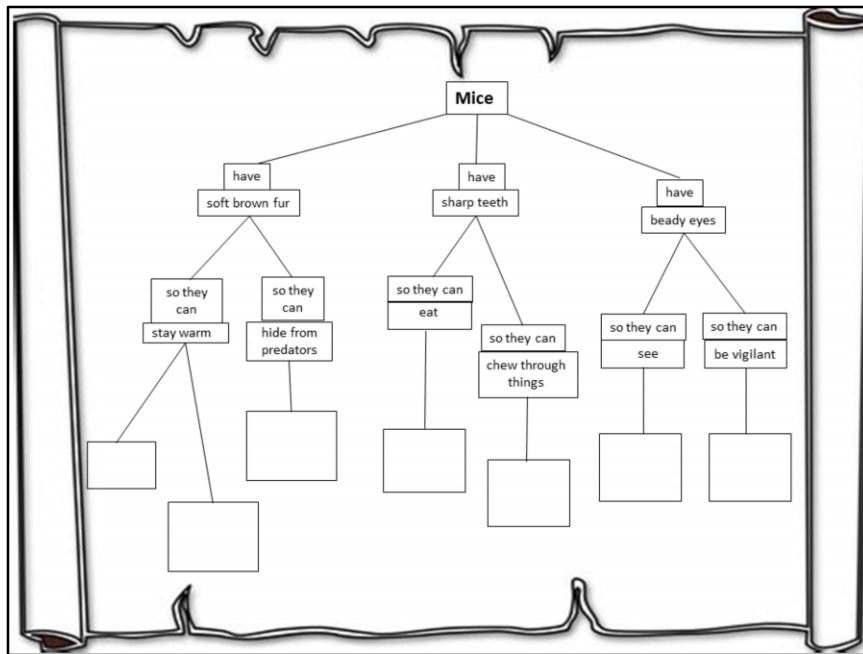 Mice
have
soft brown fur
have
sharp teeth
have
beady eyes
so they
can
stay warm
so they
can
hide from
predators
so they can
eat
so they can
chew through
things
so they can
see
so they can
be vigilant